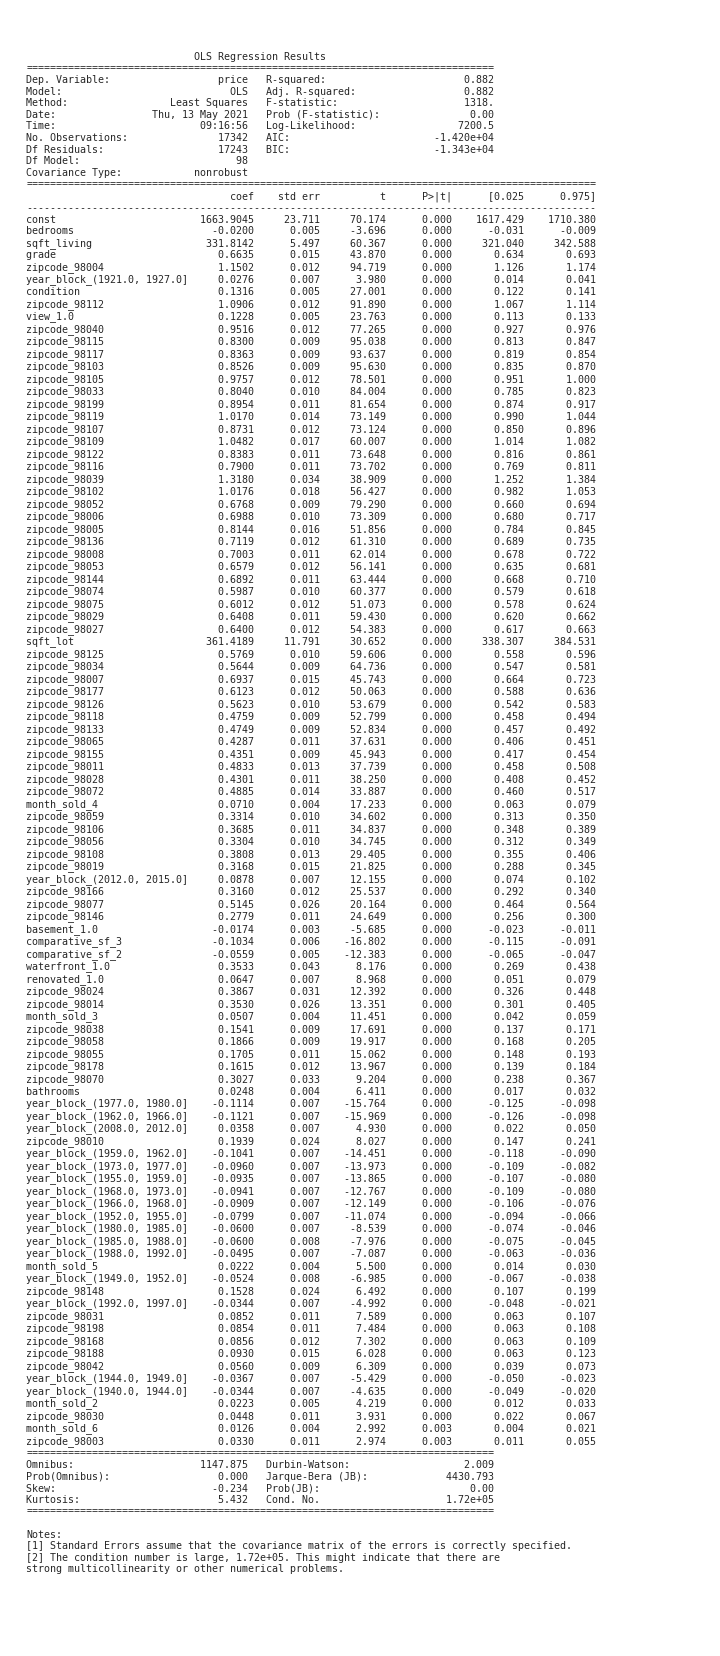 OLS Regression Results
==============================================================================
Dep. Variable: price R-squared: 0.882
Model: OLS Adj. R-squared: 0.882
Method: Least Squares F-statistic: 1318.
Date: Thu, 13 May 2021 Prob (F-statistic): 0.00
Time: 09:16:56 Log-Likelihood: 7200.5
No. Observations: 17342 AIC: -1.420e+04
Df Residuals: 17243 BIC: -1.343e+04
Df Model: 98
Covariance Type: nonrobust
===============================================================================================
coef std err t P>|t| [0.025 0.975]
-----------------------------------------------------------------------------------------------
const 1663.9045 23.711 70.174 0.000 1617.429 1710.380
bedrooms -0.0200 0.005 -3.696 0.000 -0.031 -0.009
sqft_living 331.8142 5.497 60.367 0.000 321.040 342.588
grade 0.6635 0.015 43.870 0.000 0.634 0.693
zipcode_98004 1.1502 0.012 94.719 0.000 1.126 1.174
year_block_(1921.0, 1927.0] 0.0276 0.007 3.980 0.000 0.014 0.041
condition 0.1316 0.005 27.001 0.000 0.122 0.141
zipcode_98112 1.0906 0.012 91.890 0.000 1.067 1.114
view_1.0 0.1228 0.005 23.763 0.000 0.113 0.133
zipcode_98040 0.9516 0.012 77.265 0.000 0.927 0.976
zipcode_98115 0.8300 0.009 95.038 0.000 0.813 0.847
zipcode_98117 0.8363 0.009 93.637 0.000 0.819 0.854
zipcode_98103 0.8526 0.009 95.630 0.000 0.835 0.870
zipcode_98105 0.9757 0.012 78.501 0.000 0.951 1.000
zipcode_98033 0.8040 0.010 84.004 0.000 0.785 0.823
zipcode_98199 0.8954 0.011 81.654 0.000 0.874 0.917
zipcode_98119 1.0170 0.014 73.149 0.000 0.990 1.044
zipcode_98107 0.8731 0.012 73.124 0.000 0.850 0.896
zipcode_98109 1.0482 0.017 60.007 0.000 1.014 1.082
zipcode_98122 0.8383 0.011 73.648 0.000 0.816 0.861
zipcode_98116 0.7900 0.011 73.702 0.000 0.769 0.811
zipcode_98039 1.3180 0.034 38.909 0.000 1.252 1.384
zipcode_98102 1.0176 0.018 56.427 0.000 0.982 1.053
zipcode_98052 0.6768 0.009 79.290 0.000 0.660 0.694
zipcode_98006 0.6988 0.010 73.309 0.000 0.680 0.717
zipcode_98005 0.8144 0.016 51.856 0.000 0.784 0.845
zipcode_98136 0.7119 0.012 61.310 0.000 0.689 0.735
zipcode_98008 0.7003 0.011 62.014 0.000 0.678 0.722
zipcode_98053 0.6579 0.012 56.141 0.000 0.635 0.681
zipcode_98144 0.6892 0.011 63.444 0.000 0.668 0.710
zipcode_98074 0.5987 0.010 60.377 0.000 0.579 0.618
zipcode_98075 0.6012 0.012 51.073 0.000 0.578 0.624
zipcode_98029 0.6408 0.011 59.430 0.000 0.620 0.662
zipcode_98027 0.6400 0.012 54.383 0.000 0.617 0.663
sqft_lot 361.4189 11.791 30.652 0.000 338.307 384.531
zipcode_98125 0.5769 0.010 59.606 0.000 0.558 0.596
zipcode_98034 0.5644 0.009 64.736 0.000 0.547 0.581
zipcode_98007 0.6937 0.015 45.743 0.000 0.664 0.723
zipcode_98177 0.6123 0.012 50.063 0.000 0.588 0.636
zipcode_98126 0.5623 0.010 53.679 0.000 0.542 0.583
zipcode_98118 0.4759 0.009 52.799 0.000 0.458 0.494
zipcode_98133 0.4749 0.009 52.834 0.000 0.457 0.492
zipcode_98065 0.4287 0.011 37.631 0.000 0.406 0.451
zipcode_98155 0.4351 0.009 45.943 0.000 0.417 0.454
zipcode_98011 0.4833 0.013 37.739 0.000 0.458 0.508
zipcode_98028 0.4301 0.011 38.250 0.000 0.408 0.452
zipcode_98072 0.4885 0.014 33.887 0.000 0.460 0.517
month_sold_4 0.0710 0.004 17.233 0.000 0.063 0.079
zipcode_98059 0.3314 0.010 34.602 0.000 0.313 0.350
zipcode_98106 0.3685 0.011 34.837 0.000 0.348 0.389
zipcode_98056 0.3304 0.010 34.745 0.000 0.312 0.349
zipcode_98108 0.3808 0.013 29.405 0.000 0.355 0.406
zipcode_98019 0.3168 0.015 21.825 0.000 0.288 0.345
year_block_(2012.0, 2015.0] 0.0878 0.007 12.155 0.000 0.074 0.102
zipcode_98166 0.3160 0.012 25.537 0.000 0.292 0.340
zipcode_98077 0.5145 0.026 20.164 0.000 0.464 0.564
zipcode_98146 0.2779 0.011 24.649 0.000 0.256 0.300
basement_1.0 -0.0174 0.003 -5.685 0.000 -0.023 -0.011
comparative_sf_3 -0.1034 0.006 -16.802 0.000 -0.115 -0.091
comparative_sf_2 -0.0559 0.005 -12.383 0.000 -0.065 -0.047
waterfront_1.0 0.3533 0.043 8.176 0.000 0.269 0.438
renovated_1.0 0.0647 0.007 8.968 0.000 0.051 0.079
zipcode_98024 0.3867 0.031 12.392 0.000 0.326 0.448
zipcode_98014 0.3530 0.026 13.351 0.000 0.301 0.405
month_sold_3 0.0507 0.004 11.451 0.000 0.042 0.059
zipcode_98038 0.1541 0.009 17.691 0.000 0.137 0.171
zipcode_98058 0.1866 0.009 19.917 0.000 0.168 0.205
zipcode_98055 0.1705 0.011 15.062 0.000 0.148 0.193
zipcode_98178 0.1615 0.012 13.967 0.000 0.139 0.184
zipcode_98070 0.3027 0.033 9.204 0.000 0.238 0.367
bathrooms 0.0248 0.004 6.411 0.000 0.017 0.032
year_block_(1977.0, 1980.0] -0.1114 0.007 -15.764 0.000 -0.125 -0.098
year_block_(1962.0, 1966.0] -0.1121 0.007 -15.969 0.000 -0.126 -0.098
year_block_(2008.0, 2012.0] 0.0358 0.007 4.930 0.000 0.022 0.050
zipcode_98010 0.1939 0.024 8.027 0.000 0.147 0.241
year_block_(1959.0, 1962.0] -0.1041 0.007 -14.451 0.000 -0.118 -0.090
year_block_(1973.0, 1977.0] -0.0960 0.007 -13.973 0.000 -0.109 -0.082
year_block_(1955.0, 1959.0] -0.0935 0.007 -13.865 0.000 -0.107 -0.080
year_block_(1968.0, 1973.0] -0.0941 0.007 -12.767 0.000 -0.109 -0.080
year_block_(1966.0, 1968.0] -0.0909 0.007 -12.149 0.000 -0.106 -0.076
year_block_(1952.0, 1955.0] -0.0799 0.007 -11.074 0.000 -0.094 -0.066
year_block_(1980.0, 1985.0] -0.0600 0.007 -8.539 0.000 -0.074 -0.046
year_block_(1985.0, 1988.0] -0.0600 0.008 -7.976 0.000 -0.075 -0.045
year_block_(1988.0, 1992.0] -0.0495 0.007 -7.087 0.000 -0.063 -0.036
month_sold_5 0.0222 0.004 5.500 0.000 0.014 0.030
year_block_(1949.0, 1952.0] -0.0524 0.008 -6.985 0.000 -0.067 -0.038
zipcode_98148 0.1528 0.024 6.492 0.000 0.107 0.199
year_block_(1992.0, 1997.0] -0.0344 0.007 -4.992 0.000 -0.048 -0.021
zipcode_98031 0.0852 0.011 7.589 0.000 0.063 0.107
zipcode_98198 0.0854 0.011 7.484 0.000 0.063 0.108
zipcode_98168 0.0856 0.012 7.302 0.000 0.063 0.109
zipcode_98188 0.0930 0.015 6.028 0.000 0.063 0.123
zipcode_98042 0.0560 0.009 6.309 0.000 0.039 0.073
year_block_(1944.0, 1949.0] -0.0367 0.007 -5.429 0.000 -0.050 -0.023
year_block_(1940.0, 1944.0] -0.0344 0.007 -4.635 0.000 -0.049 -0.020
month_sold_2 0.0223 0.005 4.219 0.000 0.012 0.033
zipcode_98030 0.0448 0.011 3.931 0.000 0.022 0.067
month_sold_6 0.0126 0.004 2.992 0.003 0.004 0.021
zipcode_98003 0.0330 0.011 2.974 0.003 0.011 0.055
==============================================================================
Omnibus: 1147.875 Durbin-Watson: 2.009
Prob(Omnibus): 0.000 Jarque-Bera (JB): 4430.793
Skew: -0.234 Prob(JB): 0.00
Kurtosis: 5.432 Cond. No. 1.72e+05
==============================================================================
Notes:
[1] Standard Errors assume that the covariance matrix of the errors is correctly specified.
[2] The condition number is large, 1.72e+05. This might indicate that there are
strong multicollinearity or other numerical problems.